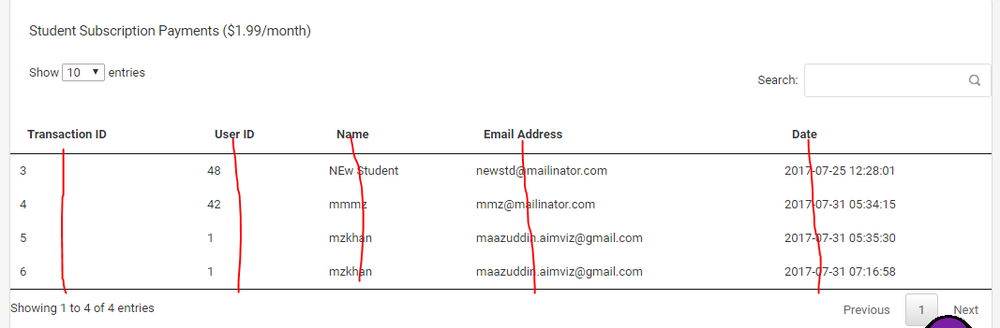 Student Subscription Payments ($1.99/month)
Show 10 entries
Search:
Transaction ID User ID Name Email Address Date
3 48 NEw Student newstd@mailinator.com 2017-07-25 12:28:01
4 42 mmmz mmz@mailinator.com 2017-07-31 05:34:15
5 1 mzkhan maazuddin.aimviz@gmail.com 2017-07-31 05:35:30
6 1 mzkhan maazuddin.aimviz@gmail.com 2017-07-31 07:16:58
Showing 1 to 4 of 4 entries
Previous 1 Next